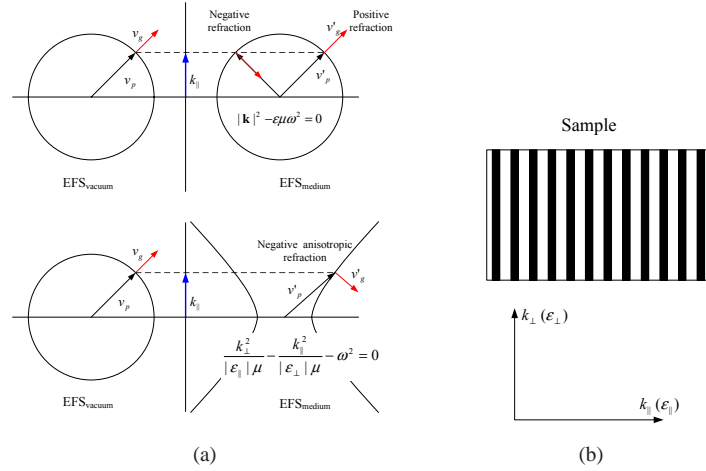 Negative
refraction
Positive
refraction
v_g
v_p
k_∥
v'_g
v'_p
| k |² − εμω² = 0
EFS_vacuum
EFS_medium
Negative anisotropic
refraction
v_g
v_p
k_∥
v'_p
v'_g
k_⊥² / | ε_∥ | μ − k_∥² / | ε_⊥ | μ − ω² = 0
EFS_vacuum
EFS_medium
(a)
Sample
k_⊥ (ε_⊥)
k_∥ (ε_∥)
(b)